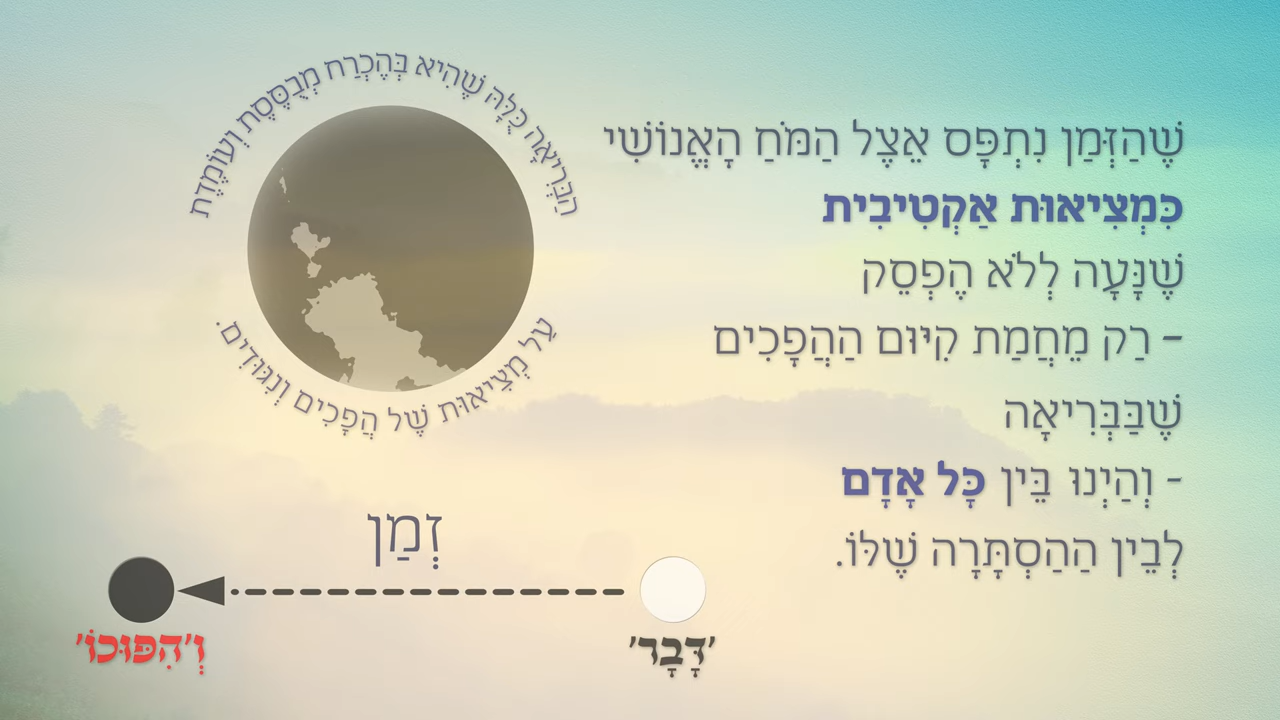 שֶׁהַזְּמַן נִתְפָּס אֵצֶל הַמֹּחַ הָאֱנוֹשִׁי
כִּמְצִיאוּת אַקְטִיבִית
שֶׁנָּעָה לְלֹא הֶפְסֵק
– רַק מֵחֲמַת קִיּוּם הַהֲפָכִים
שֶׁבַּבְּרִיאָה
- וְהַיְנוּ בֵּין כָּל אָדָם
לְבֵין הַהַסְתָּרָה שֶׁלּוֹ.
הַבְּרִיאָה כֻּלָּהּ שֶׁהִיא בְּהֶכְרַח מְבֻסֶּסֶת וְעוֹמֶדֶת
עַל מְצִיאוּת שֶׁל הֲפָכִים וְנִגּוּדִים.
זְמַן
'דָּבָר'
וְ'הִפּוּכוֹ'